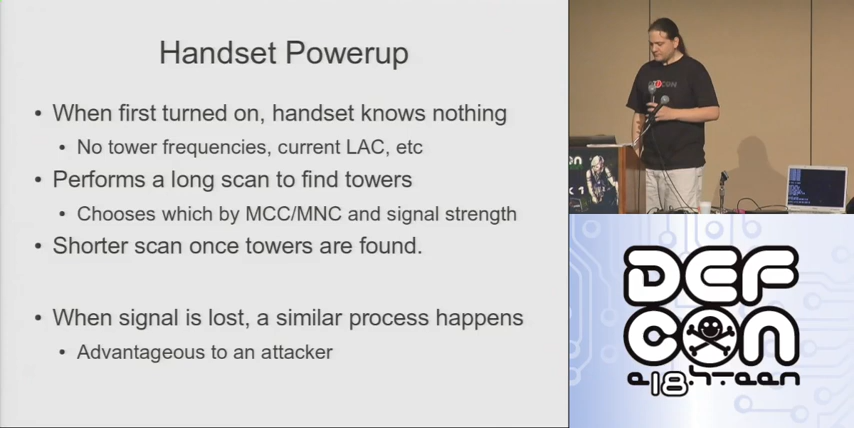 Handset Powerup
• When first turned on, handset knows nothing
• No tower frequencies, current LAC, etc
• Performs a long scan to find towers
• Chooses which by MCC/MNC and signal strength
• Shorter scan once towers are found.
• When signal is lost, a similar process happens
• Advantageous to an attacker
DEF
CON
e18hteen